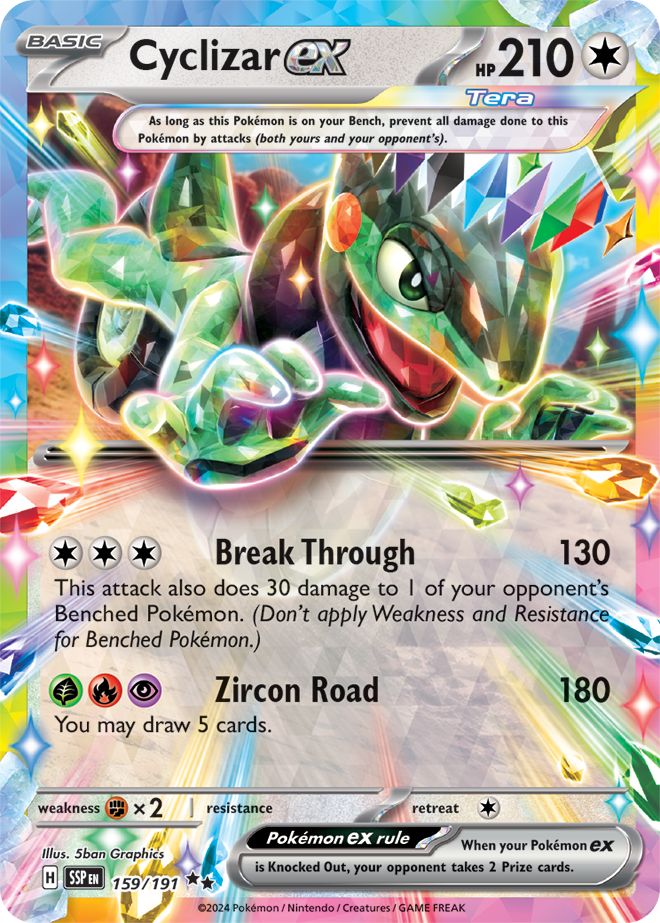 BASIC
Cyclizar ex
HP 210
Tera
As long as this Pokémon is on your Bench, prevent all damage done to this
Pokémon by attacks (both yours and your opponent's).
Break Through 130
This attack also does 30 damage to 1 of your opponent's
Benched Pokémon. (Don't apply Weakness and Resistance
for Benched Pokémon.)
Zircon Road 180
You may draw 5 cards.
weakness ×2 resistance retreat
Illus. 5ban Graphics
Pokémon ex rule
When your Pokémon ex
is Knocked Out, your opponent takes 2 Prize cards.
H SSP EN 159/191 ★★
©2024 Pokémon / Nintendo / Creatures / GAME FREAK